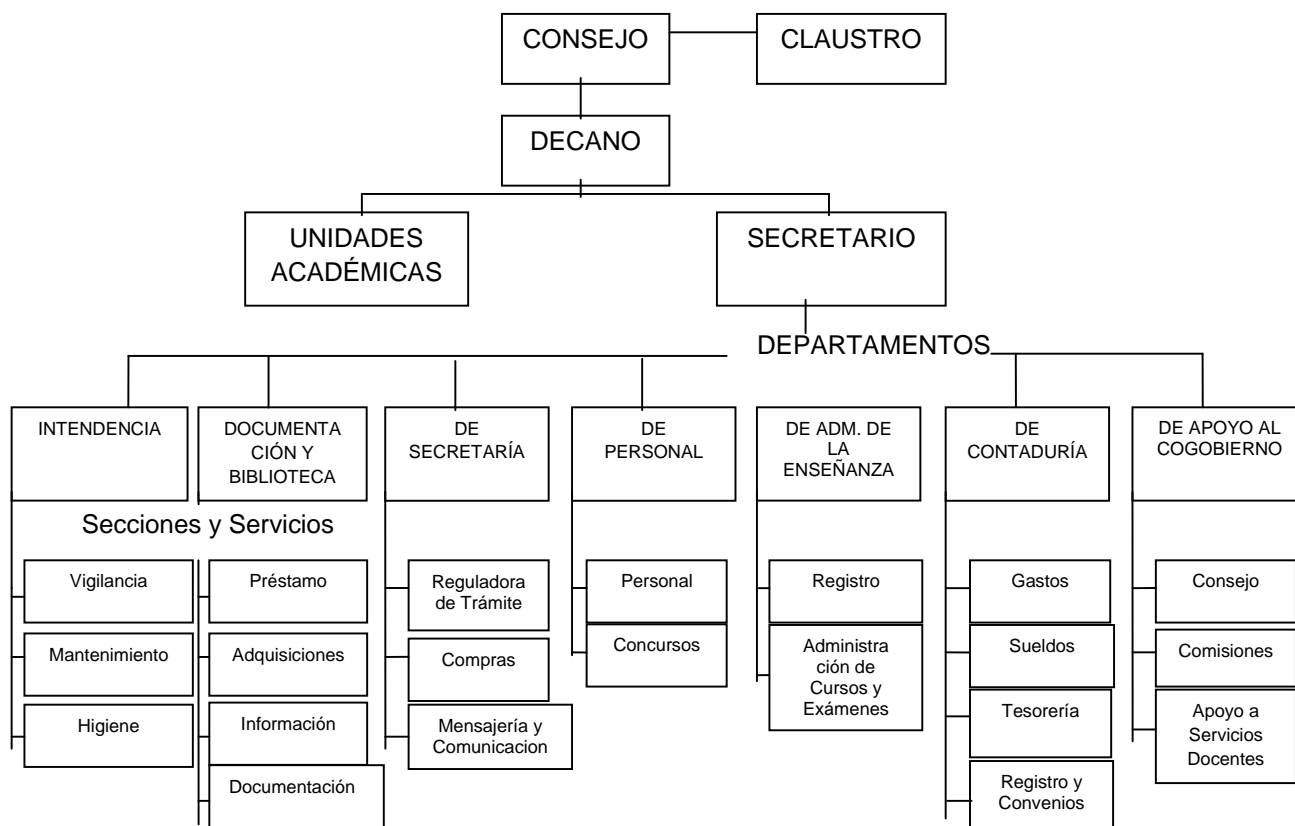 CONSEJO
CLAUSTRO
DECANO
UNIDADES
ACADÉMICAS
SECRETARIO
DEPARTAMENTOS
INTENDENCIA
DOCUMENTA
CIÓN Y
BIBLIOTECA
DE
SECRETARÍA
DE
PERSONAL
DE ADM. DE
LA
ENSEÑANZA
DE
CONTADURÍA
DE APOYO AL
COGOBIERNO
Secciones y Servicios
Vigilancia
Mantenimiento
Higiene
Préstamo
Adquisiciones
Información
Documentación
Reguladora
de Trámite
Compras
Mensajería y
Comunicacion
Personal
Concursos
Registro
Administra
ción de
Cursos y
Exámenes
Gastos
Sueldos
Tesorería
Registro y
Convenios
Consejo
Comisiones
Apoyo a
Servicios
Docentes